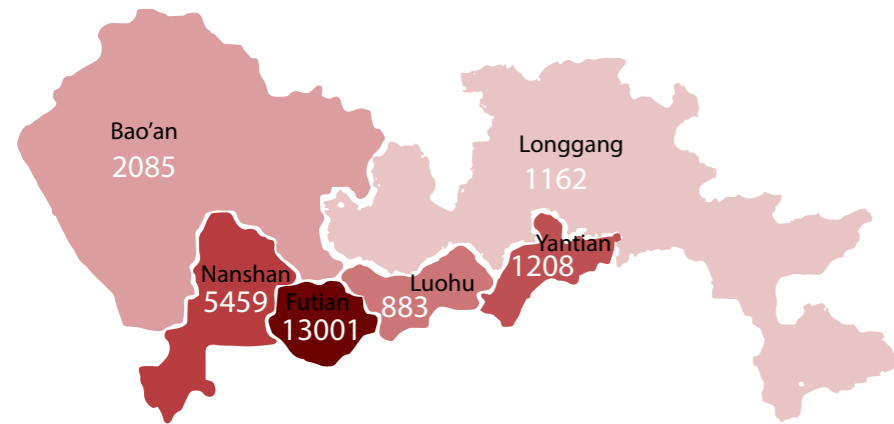 Bao'an
2085
Longgang
1162
Yantian
1208
Nanshan
5459
Luohu
883
Futian
13001